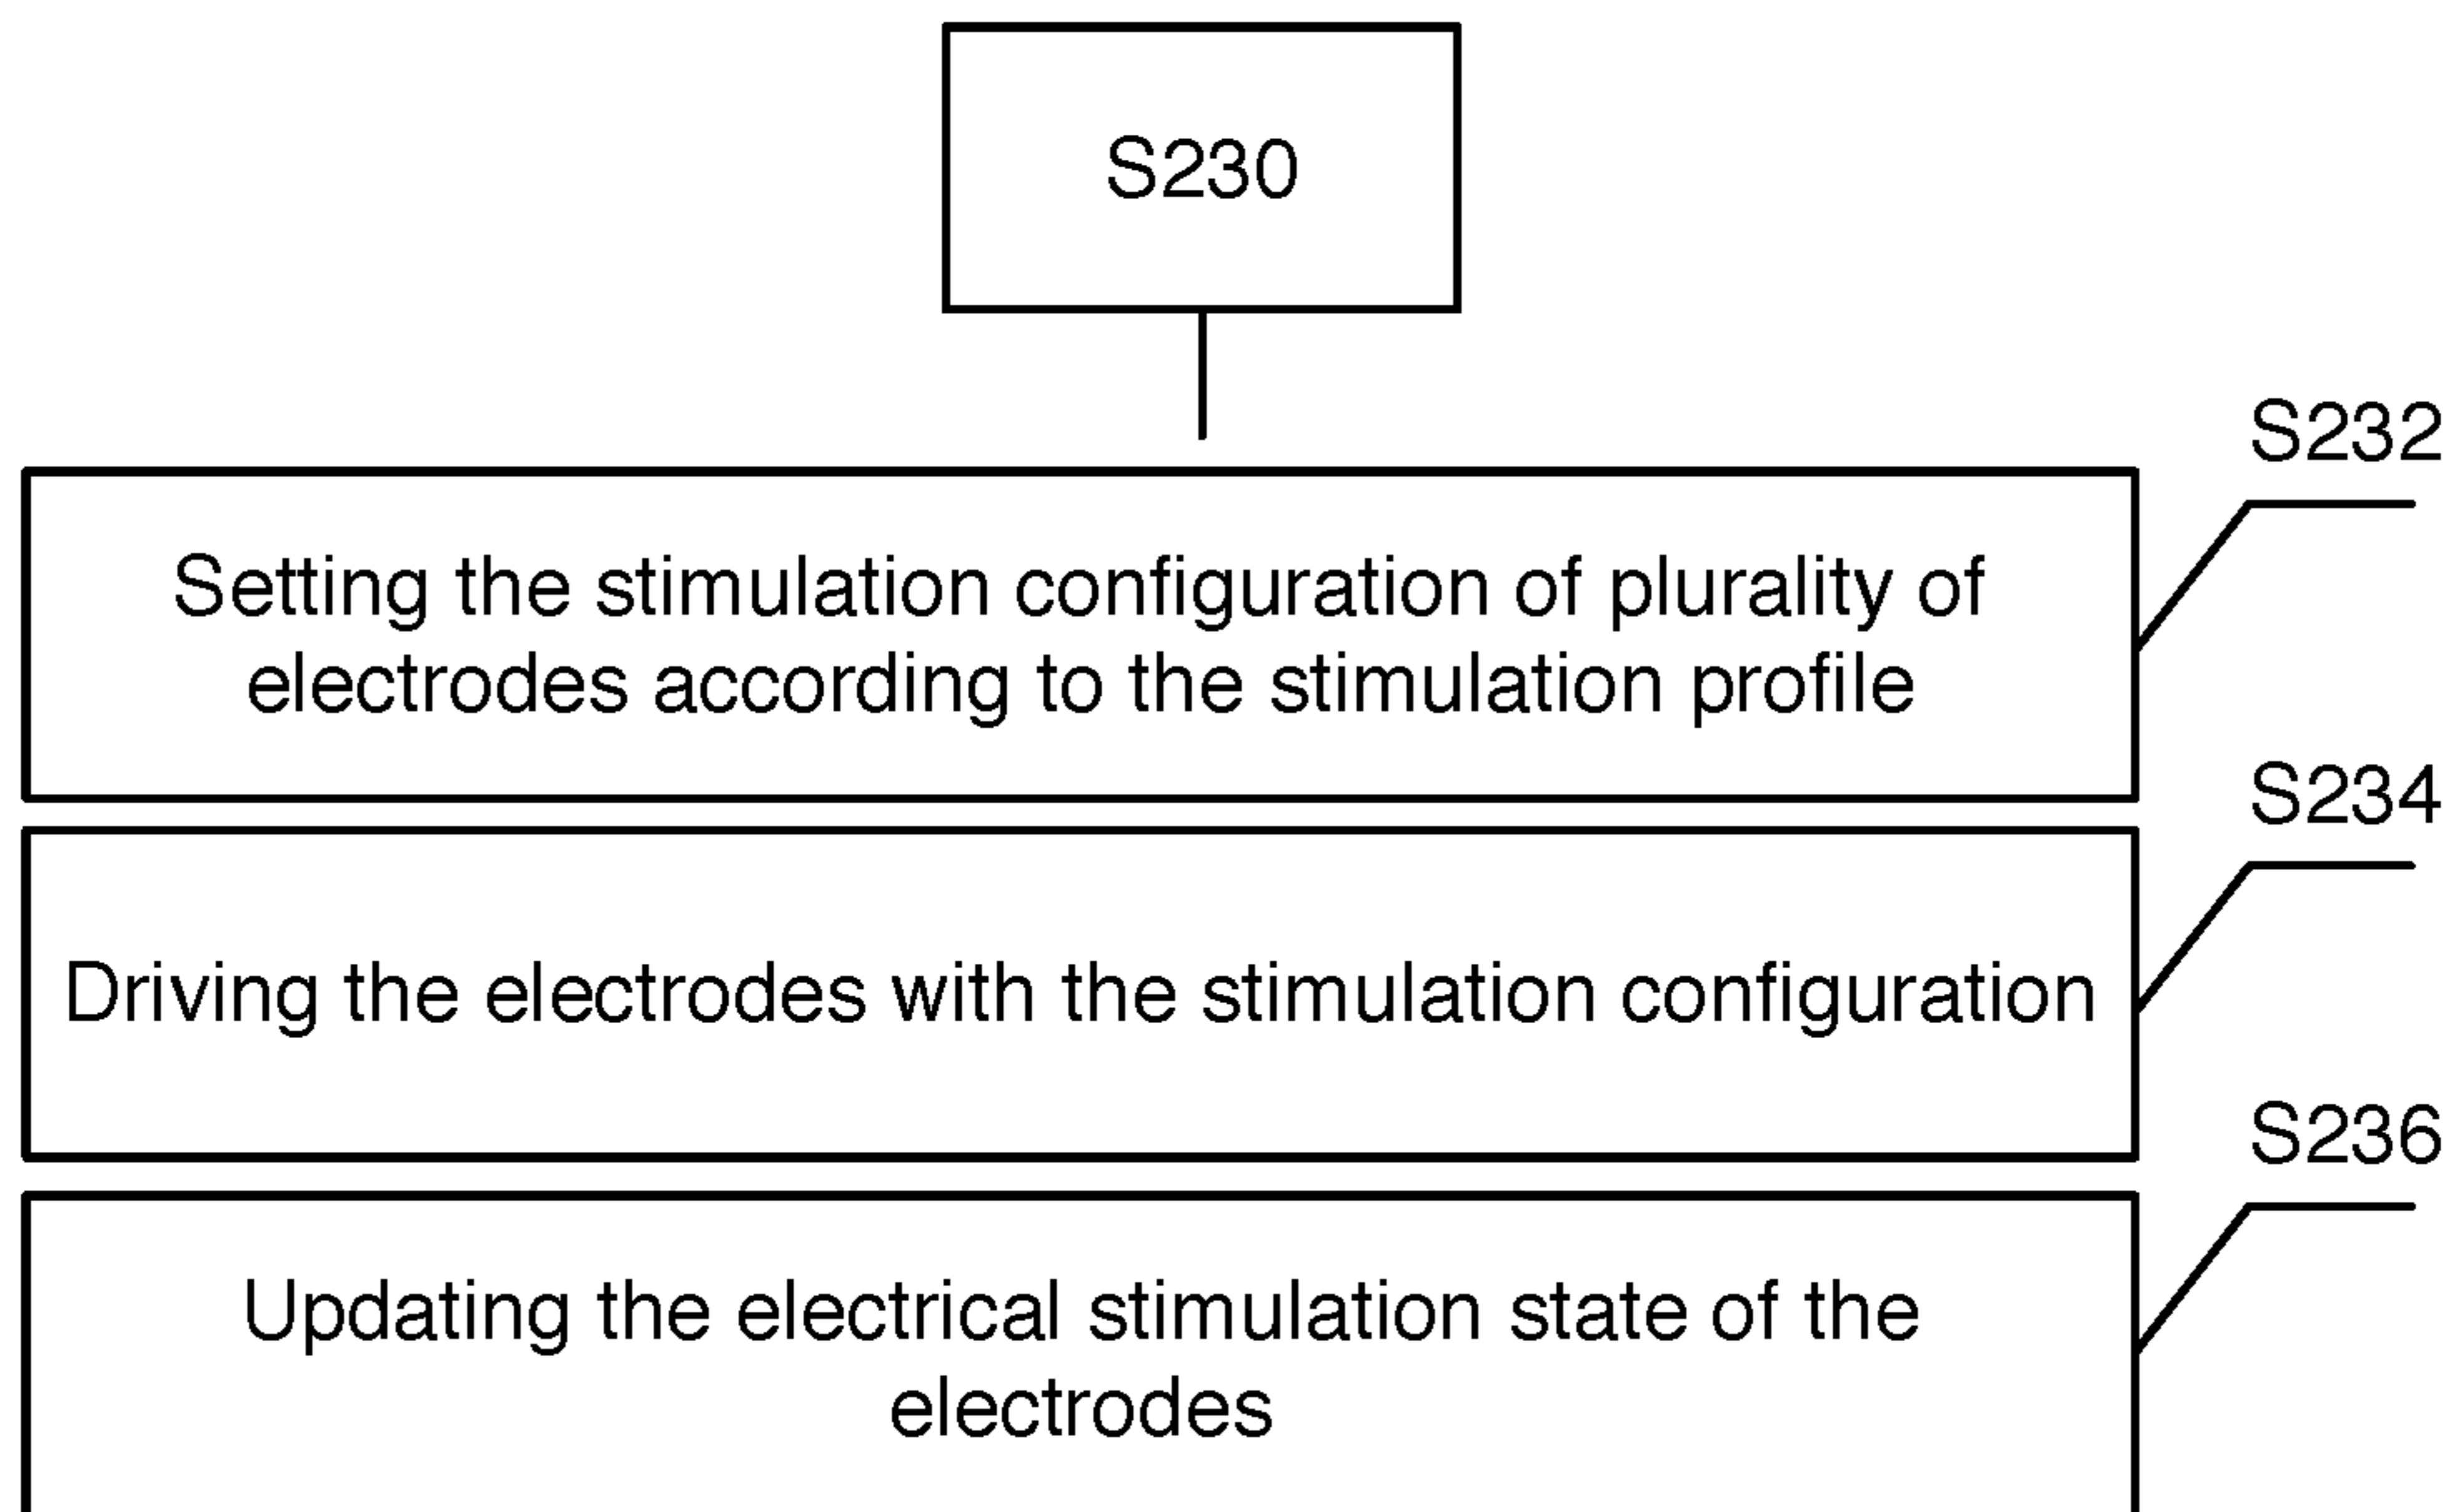 S230
S232
Setting the stimulation configuration of plurality of
electrodes according to the stimulation profile
S234
Driving the electrodes with the stimulation configuration
S236
Updating the electrical stimulation state of the
electrodes